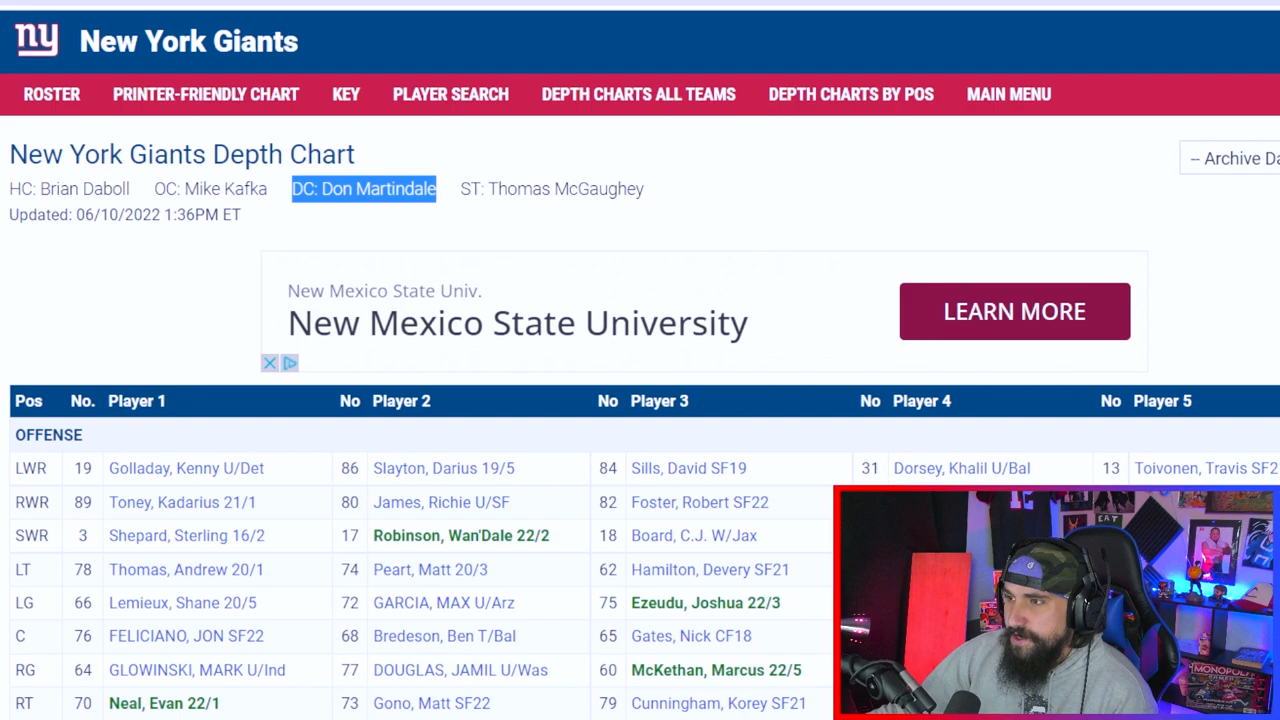 ny New York Giants
ROSTER PRINTER-FRIENDLY CHART KEY PLAYER SEARCH DEPTH CHARTS ALL TEAMS DEPTH CHARTS BY POS MAIN MENU
New York Giants Depth Chart
-- Archive Da
HC: Brian Daboll OC: Mike Kafka DC: Don Martindale ST: Thomas McGaughey
Updated: 06/10/2022 1:36PM ET
New Mexico State Univ.
New Mexico State University
LEARN MORE
Pos No. Player 1 No Player 2 No Player 3 No Player 4 No Player 5
OFFENSE
LWR 19 Golladay, Kenny U/Det 86 Slayton, Darius 19/5 84 Sills, David SF19 31 Dorsey, Khalil U/Bal 13 Toivonen, Travis SF2
RWR 89 Toney, Kadarius 21/1 80 James, Richie U/SF 82 Foster, Robert SF22
SWR 3 Shepard, Sterling 16/2 17 Robinson, Wan'Dale 22/2 18 Board, C.J. W/Jax
LT 78 Thomas, Andrew 20/1 74 Peart, Matt 20/3 62 Hamilton, Devery SF21
LG 66 Lemieux, Shane 20/5 72 GARCIA, MAX U/Arz 75 Ezeudu, Joshua 22/3
C 76 FELICIANO, JON SF22 68 Bredeson, Ben T/Bal 65 Gates, Nick CF18
RG 64 GLOWINSKI, MARK U/Ind 77 DOUGLAS, JAMIL U/Was 60 McKethan, Marcus 22/5
RT 70 Neal, Evan 22/1 73 Gono, Matt SF22 79 Cunningham, Korey SF21
MONOPOLY